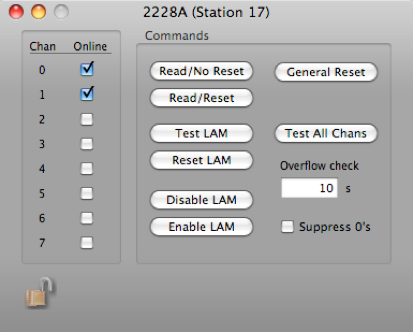 2228A (Station 17)
Chan Online
0
1
2
3
4
5
6
7
Commands
Read/No Reset
General Reset
Read/Reset
Test LAM
Test All Chans
Reset LAM
Overflow check
10 s
Disable LAM
Enable LAM
Suppress 0's